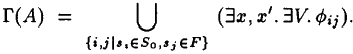 Γ(A) = ⋃ (∃x, x′. ∃V. ϕ_{ij}).
{i,j|s_i∈S_0,s_j∈F}